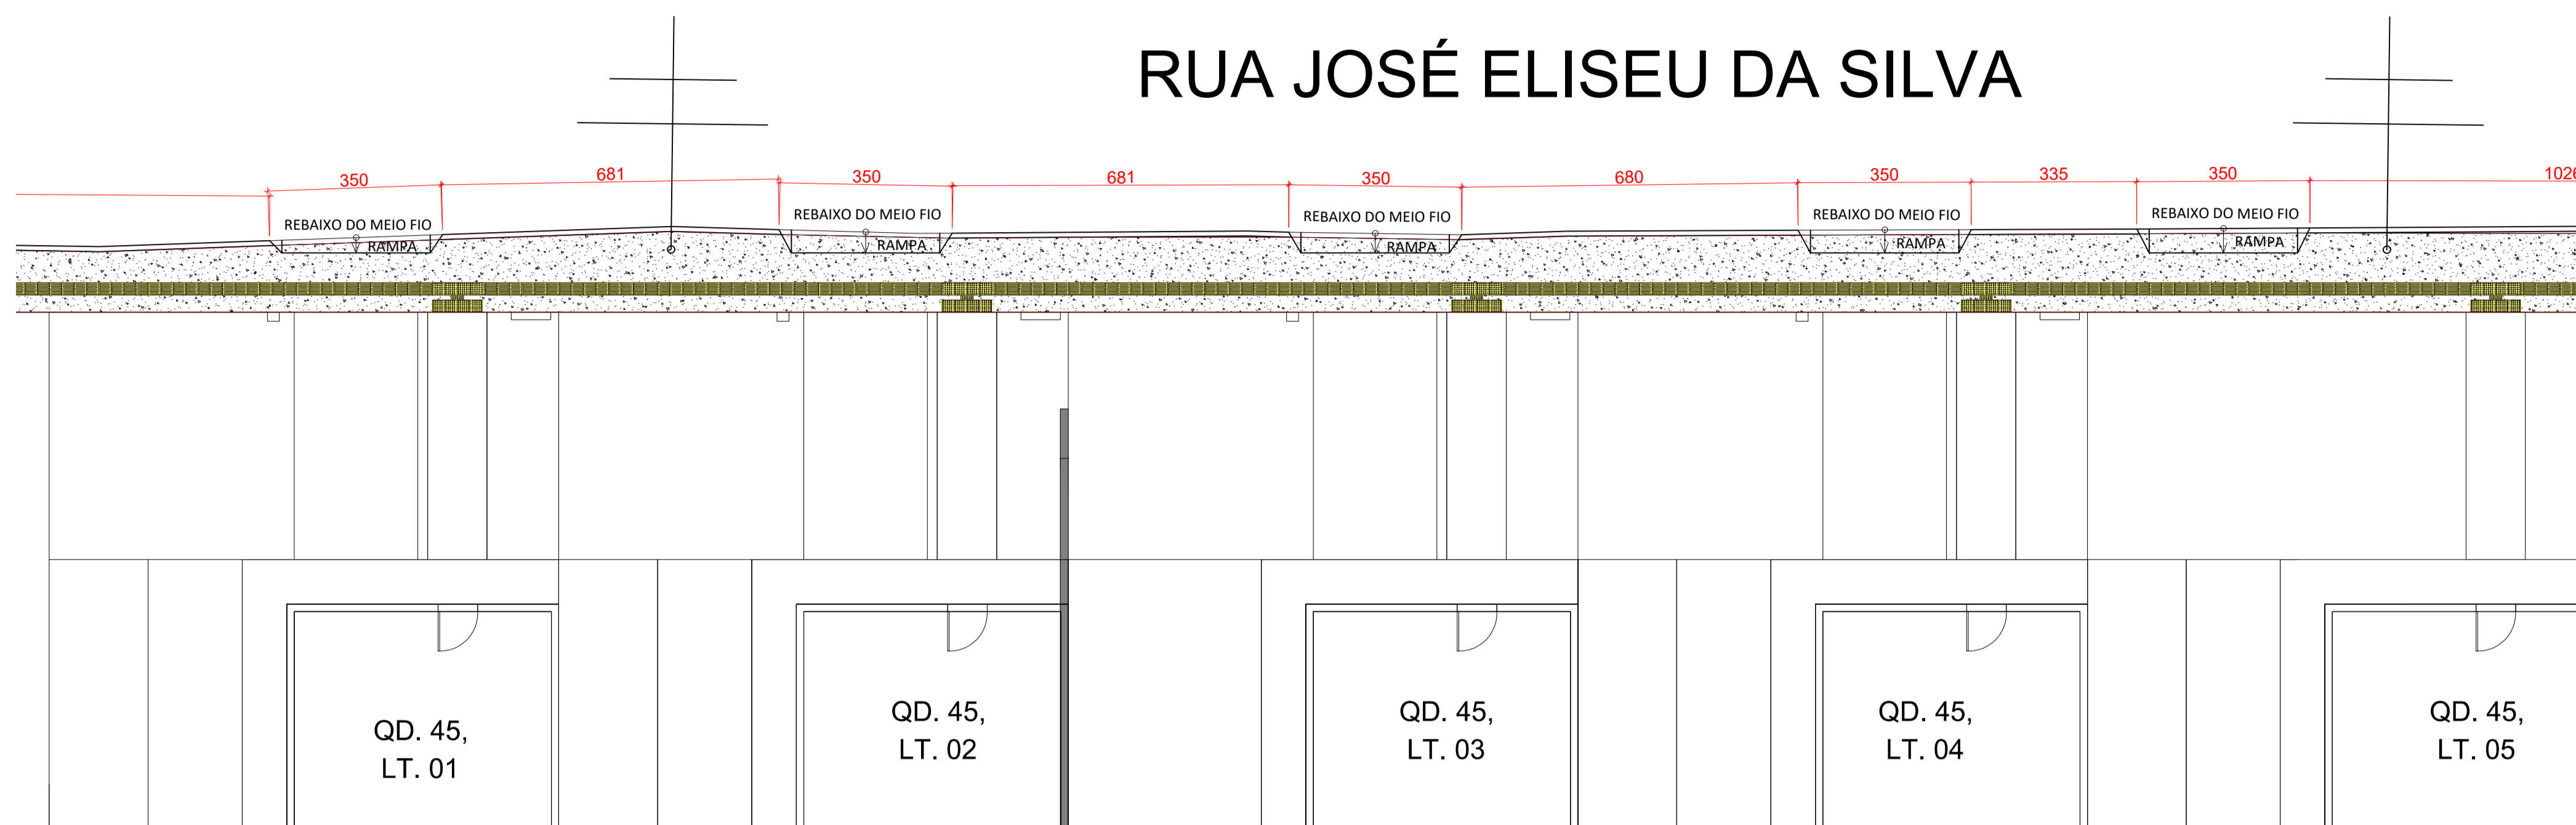 RUA JOSÉ ELISEU DA SILVA
350
681
350
681
350
680
350
335
350
REBAIXO DO MEIO FIO
REBAIXO DO MEIO FIO
REBAIXO DO MEIO FIO
REBAIXO DO MEIO FIO
REBAIXO DO MEIO FIO
RAMPA
RAMPA
RAMPA
RAMPA
RAMPA
QD. 45,
LT. 01
QD. 45,
LT. 02
QD. 45,
LT. 03
QD. 45,
LT. 04
QD. 45,
LT. 05